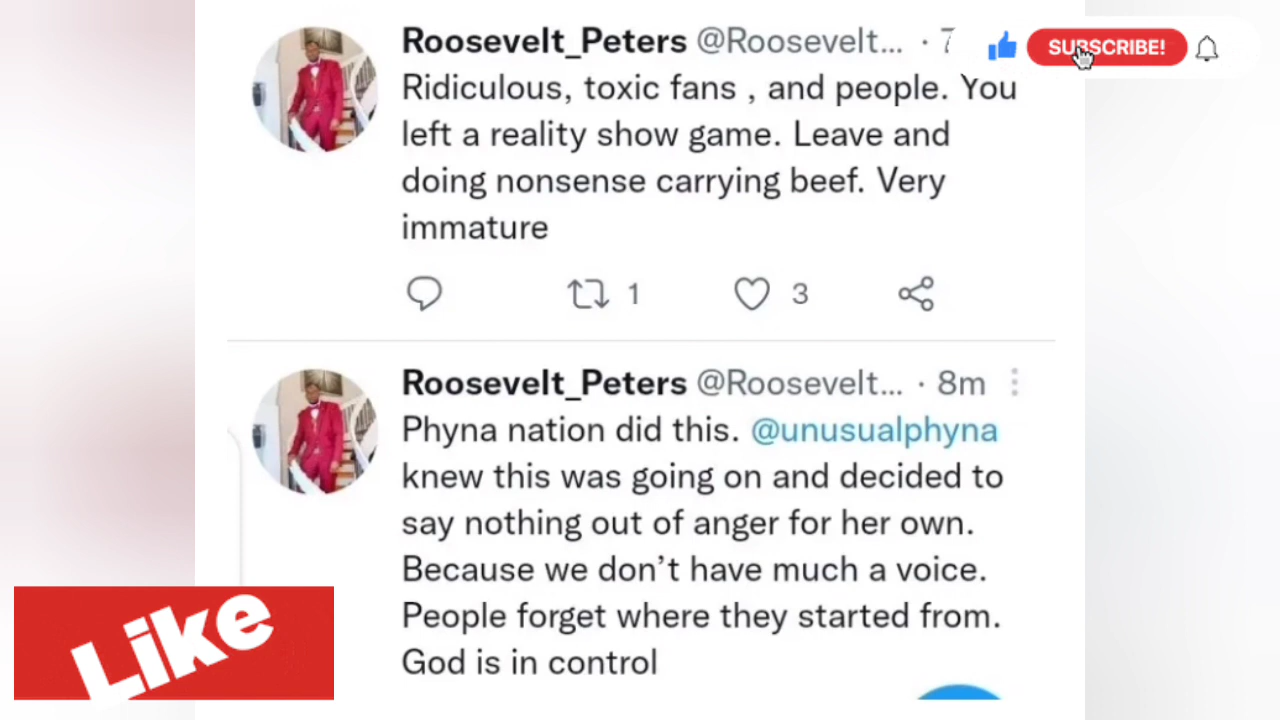 Roosevelt_Peters @Roosevelt... · 7
SUBSCRIBE!
Ridiculous, toxic fans , and people. You
left a reality show game. Leave and
doing nonsense carrying beef. Very
immature
1 3
Roosevelt_Peters @Roosevelt... · 8m
Phyna nation did this. @unusualphyna
knew this was going on and decided to
say nothing out of anger for her own.
Because we don’t have much a voice.
People forget where they started from.
God is in control
Like